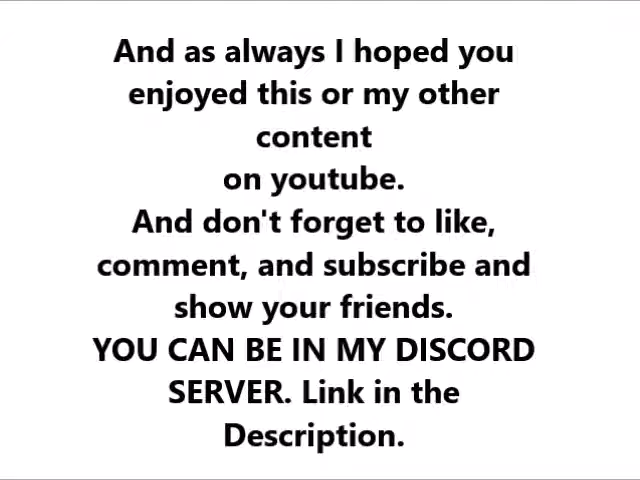 And as always I hoped you
enjoyed this or my other
content
on youtube.
And don't forget to like,
comment, and subscribe and
show your friends.
YOU CAN BE IN MY DISCORD
SERVER. Link in the
Description.